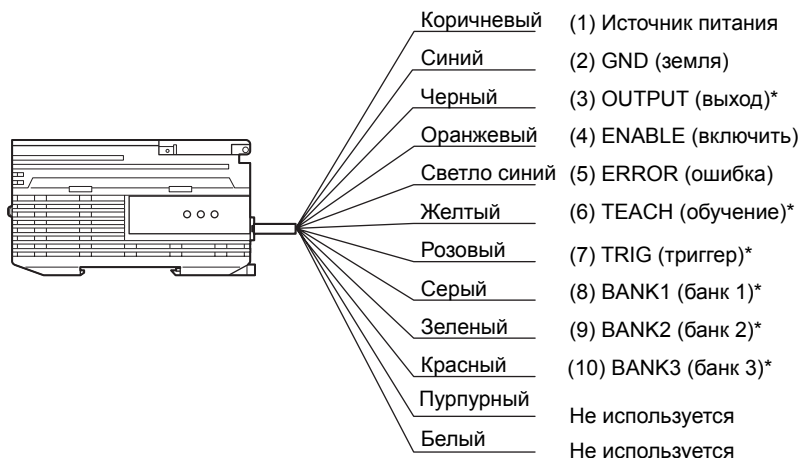 Коричневый (1) Источник питания
Синий (2) GND (земля)
Черный (3) OUTPUT (выход)*
Оранжевый (4) ENABLE (включить)
Светло синий (5) ERROR (ошибка)
Желтый (6) TEACH (обучение)*
Розовый (7) TRIG (триггер)*
Серый (8) BANK1 (банк 1)*
Зеленый (9) BANK2 (банк 2)*
Красный (10) BANK3 (банк 3)*
Пурпурный Не используется
Белый Не используется